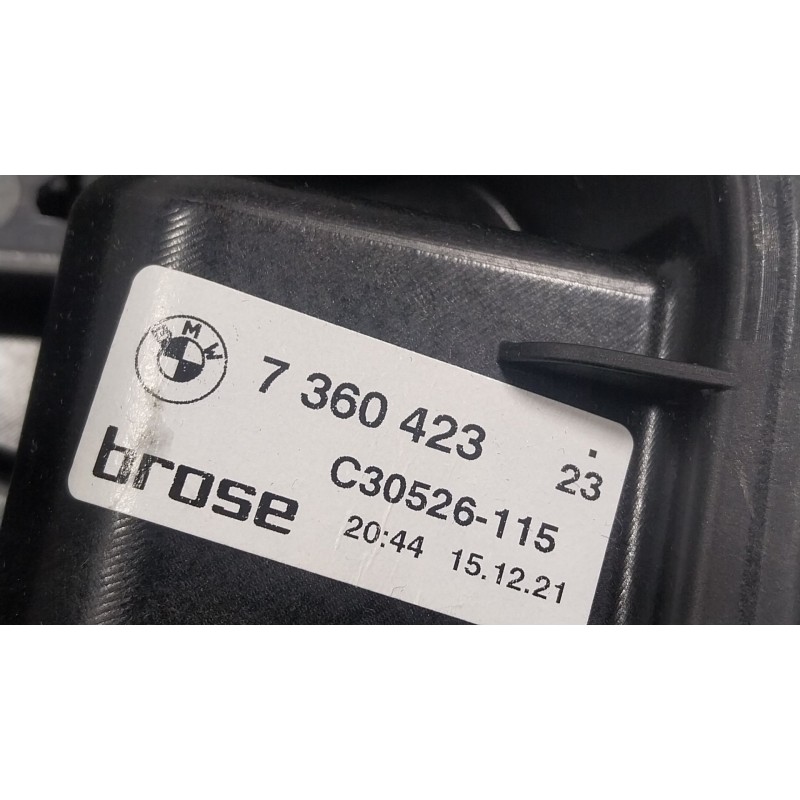 BMW
7 360 423
23
brose
C30526-115
20:44 15.12.21